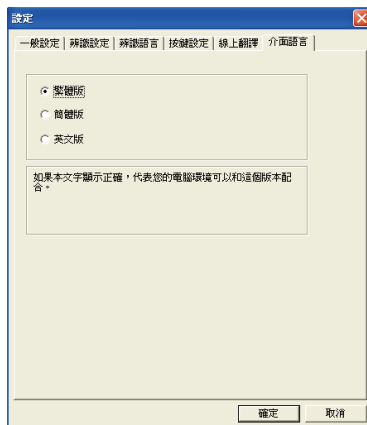 設定
一般設定 辨識設定 辨識語言 按鍵設定 線上翻譯 介面語言
繁體版
簡體版
英文版
如果本文字顯示正確，代表您的電腦環境可以和這個版本配
合。
確定 取消